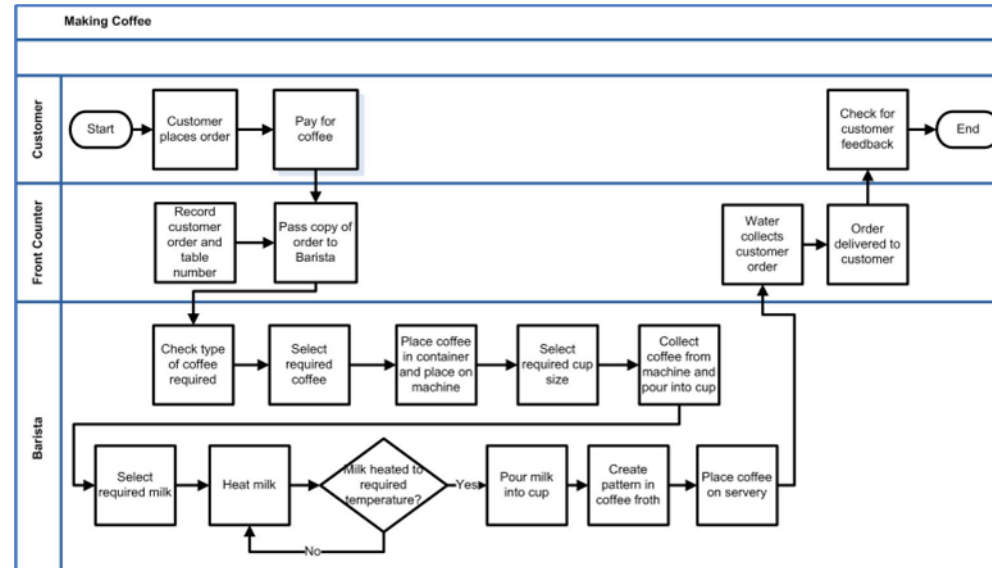 Making Coffee
Customer
Start
Customer
places order
Pay for
coffee
Check for
customer
feedback
End
Front Counter
Record
customer
order and
table
number
Pass copy of
order to
Barista
Water
collects
customer
order
Order
delivered to
customer
Barista
Check type
of coffee
required
Select
required
coffee
Place coffee
in container
and place on
machine
Select
required cup
size
Collect
coffee from
machine and
pour into cup
Select
required milk
Heat milk
Milk heated to
required
temperature?
Yes
Pour milk
into cup
Create
pattern in
coffee froth
Place coffee
on servery
No